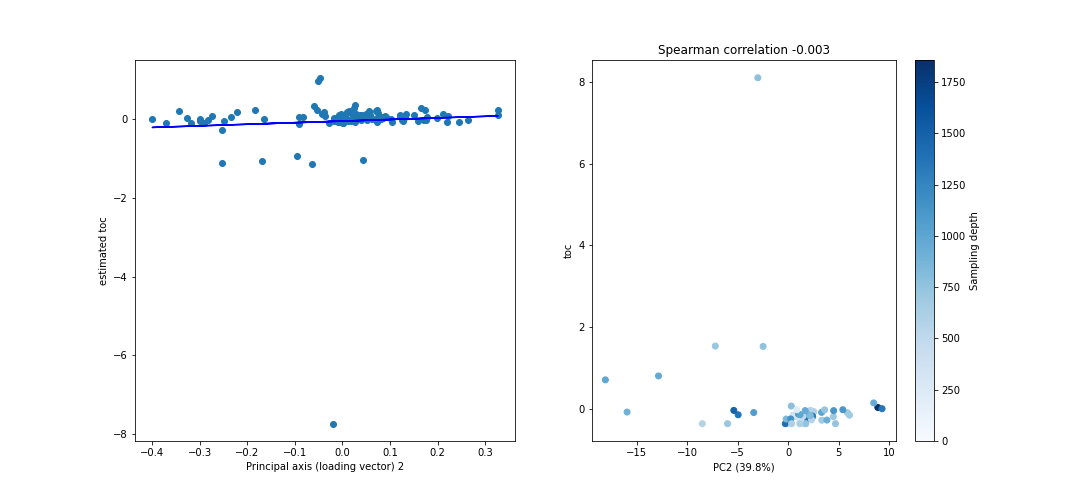 Spearman correlation -0.003
0
−2
−4
−6
−8
estimated toc
−0.4 −0.3 −0.2 −0.1 0.0 0.1 0.2 0.3
Principal axis (loading vector) 2
8
6
4
2
0
toc
−15 −10 −5 0 5 10
PC2 (39.8%)
1750
1500
1250
1000
750
500
250
0
Sampling depth